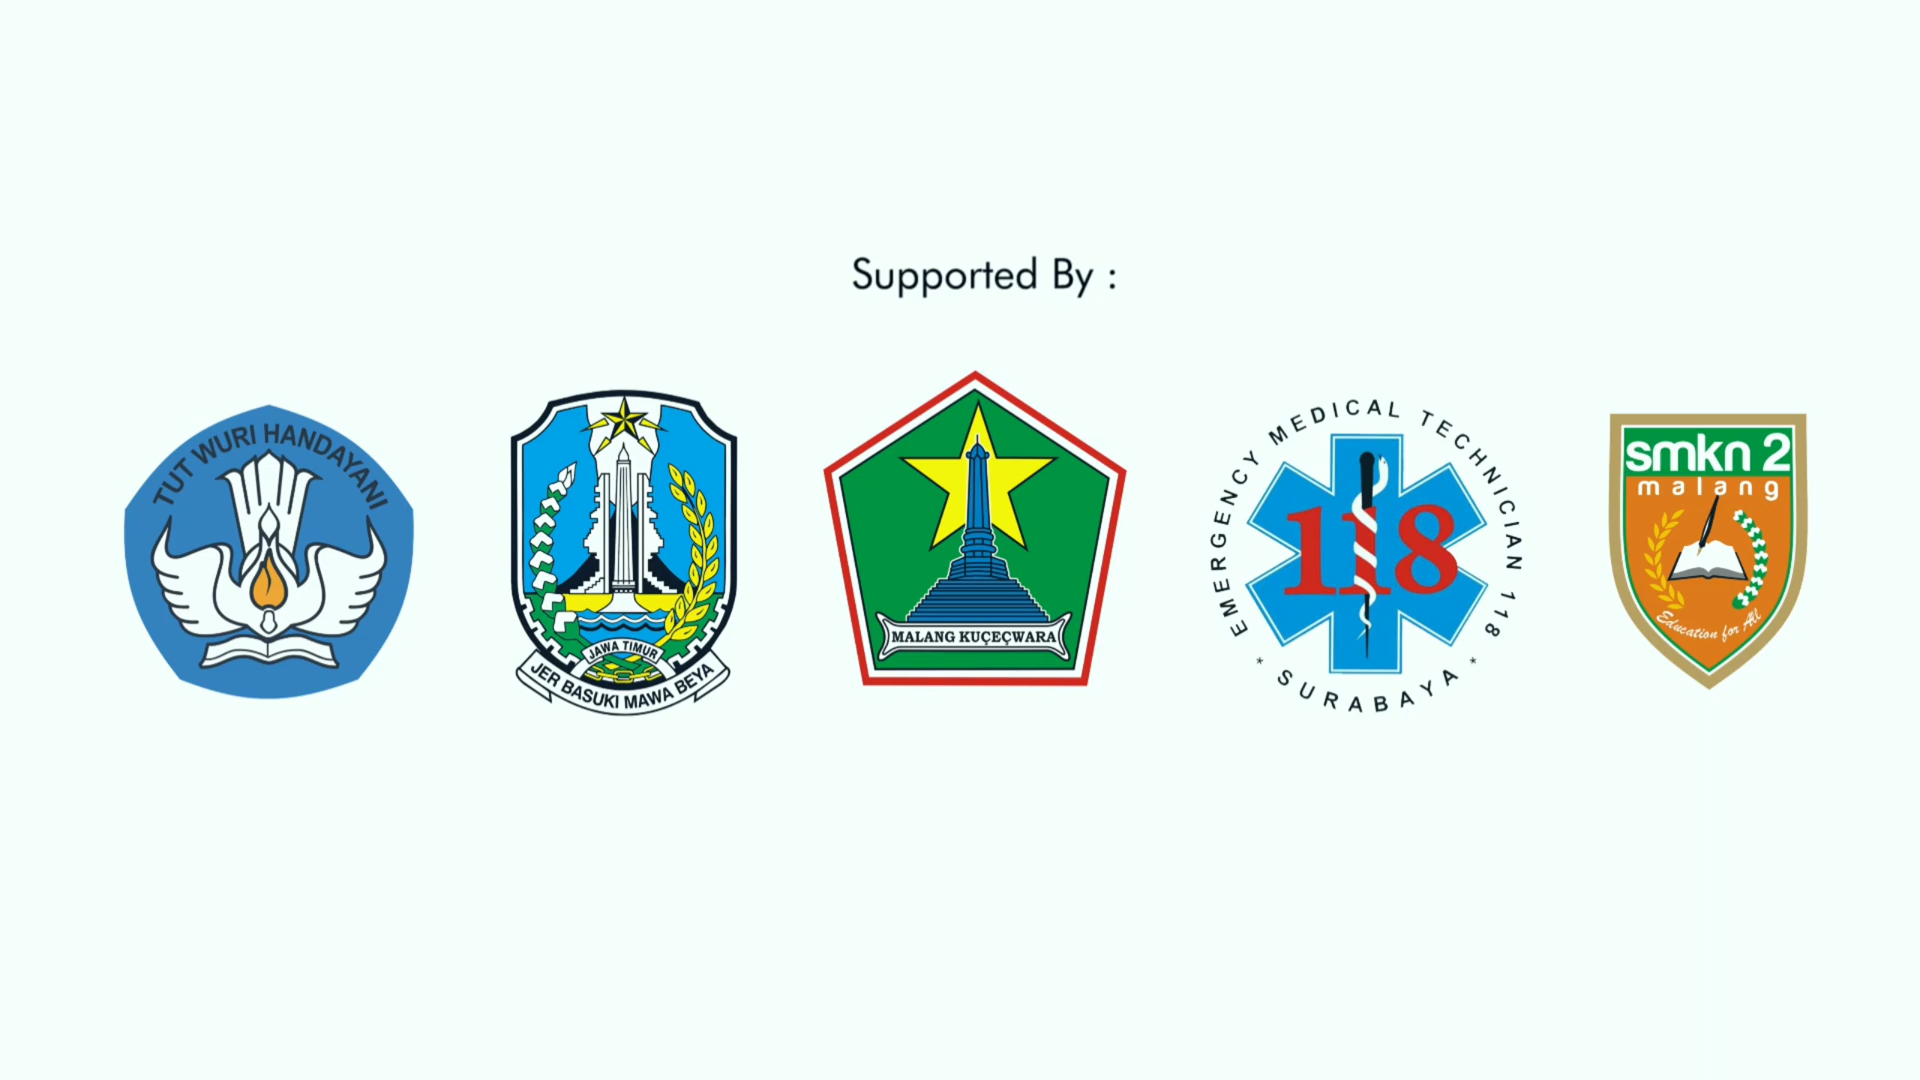 Supported By :
TUT WURI HANDAYANI
JAWA TIMUR
JER BASUKI MAWA BEYA
MALANG KUÇEÇWARA
EMERGENCY MEDICAL TECHNICIAN 118
* SURABAYA *
118
smkn 2
malang
Education for All